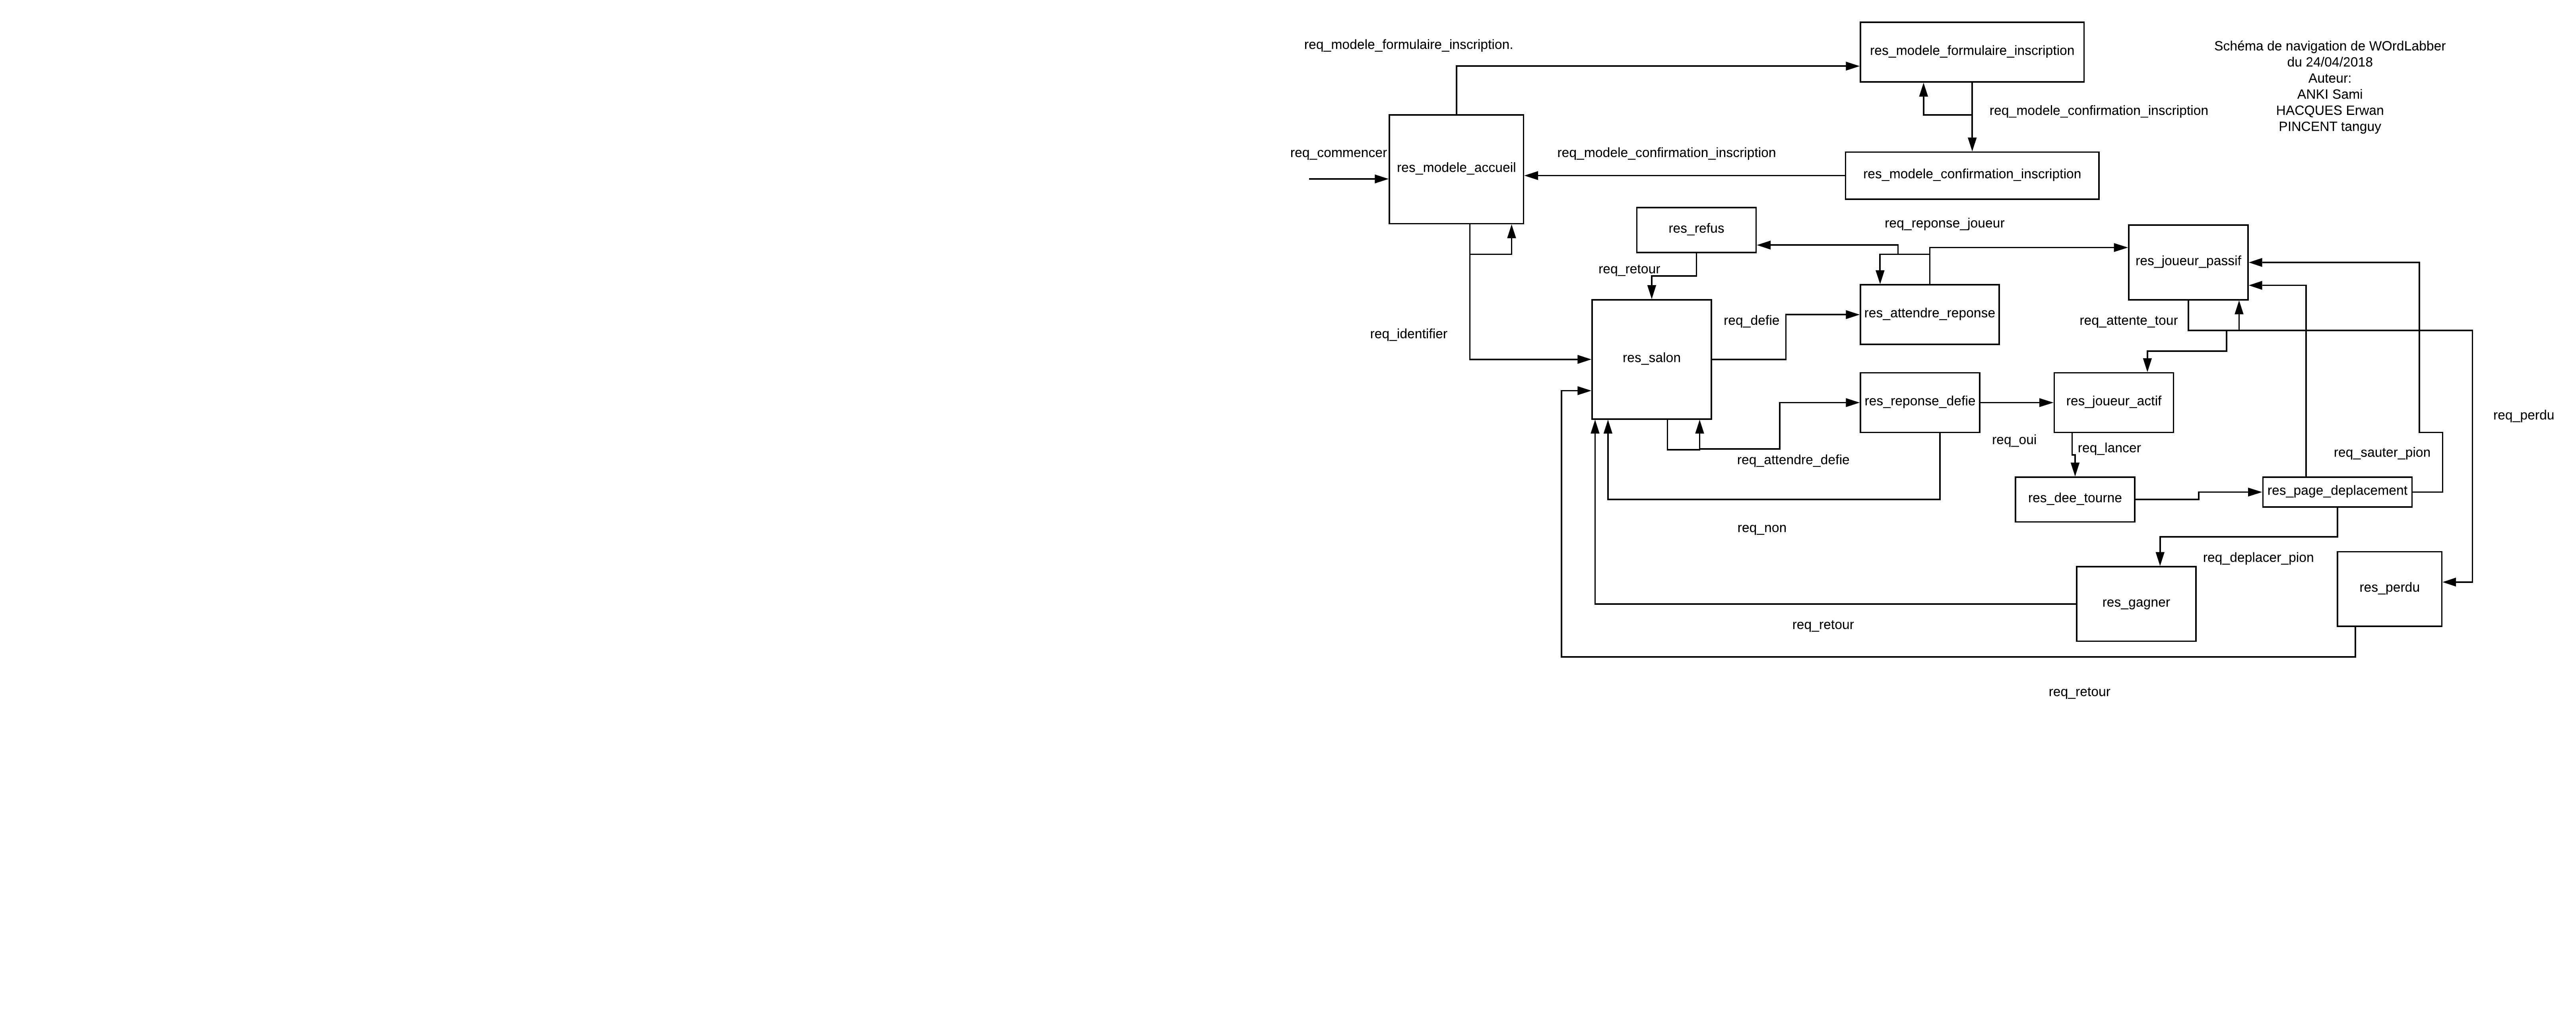 req_modele_formulaire_inscription.
res_modele_formulaire_inscription
Schéma de navigation de WOrdLabber
du 24/04/2018
Auteur:
ANKI Sami
HACQUES Erwan
PINCENT tanguy
req_modele_confirmation_inscription
req_commencer
res_modele_accueil
req_modele_confirmation_inscription
res_modele_confirmation_inscription
res_refus
req_reponse_joueur
res_joueur_passif
req_retour
req_identifier
res_salon
req_defie
res_attendre_reponse
req_attente_tour
res_reponse_defie
res_joueur_actif
req_perdu
req_oui
req_lancer
req_sauter_pion
req_attendre_defie
res_dee_tourne
res_page_deplacement
req_non
req_deplacer_pion
res_perdu
res_gagner
req_retour
req_retour